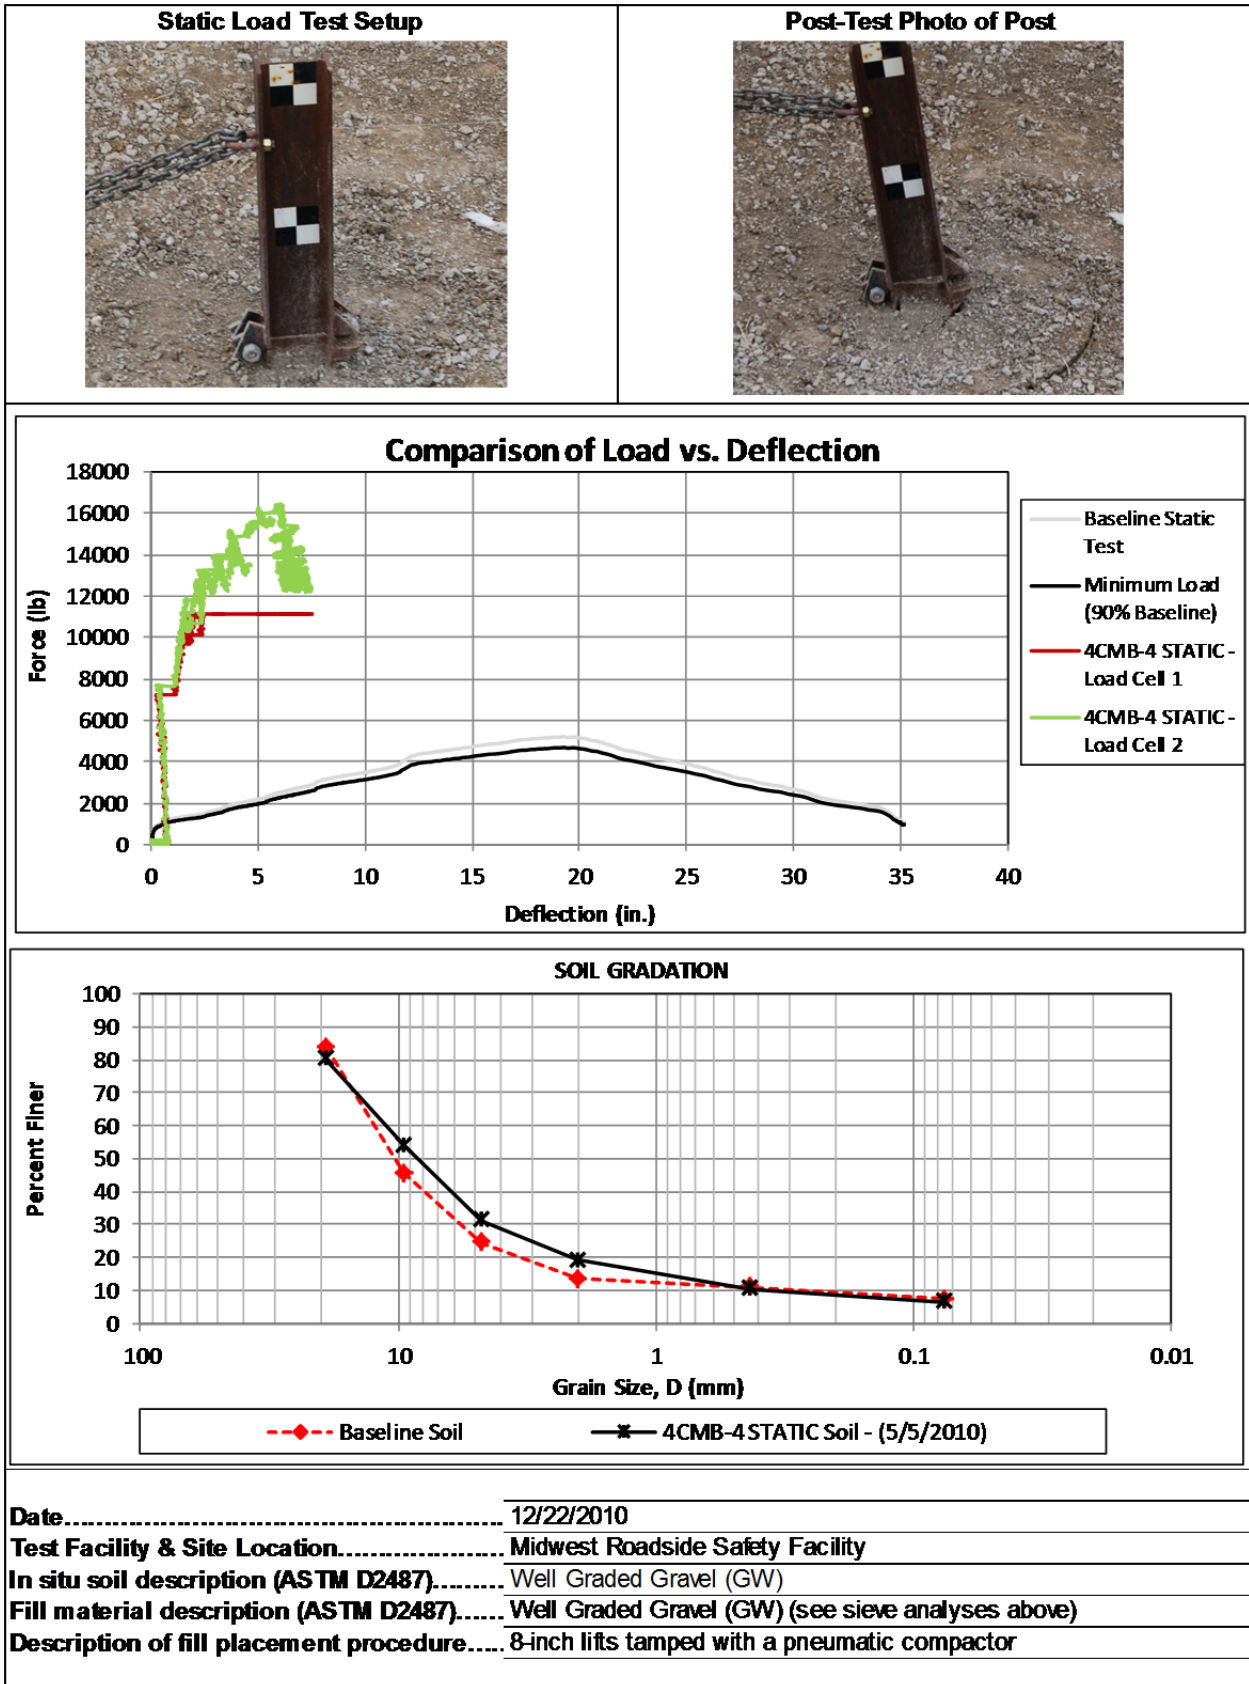 Static Load Test Setup
Post-Test Photo of Post
Comparison of Load vs. Deflection
18000
16000
14000
12000
10000
8000
6000
4000
2000
0
Force (lb)
0 5 10 15 20 25 30 35 40
Deflection (in.)
Baseline Static
Test
Minimum Load
(90% Baseline)
4CMB-4 STATIC -
Load Cell 1
4CMB-4 STATIC -
Load Cell 2
SOIL GRADATION
100
90
80
70
60
50
40
30
20
10
0
Percent Finer
100 10 1 0.1 0.01
Grain Size, D (mm)
Baseline Soil
4CMB-4 STATIC Soil - (5/5/2010)
Date 12/22/2010
Test Facility & Site Location Midwest Roadside Safety Facility
In situ soil description (ASTM D2487) Well Graded Gravel (GW)
Fill material description (ASTM D2487) Well Graded Gravel (GW) (see sieve analyses above)
Description of fill placement procedure 8-inch lifts tamped with a pneumatic compactor